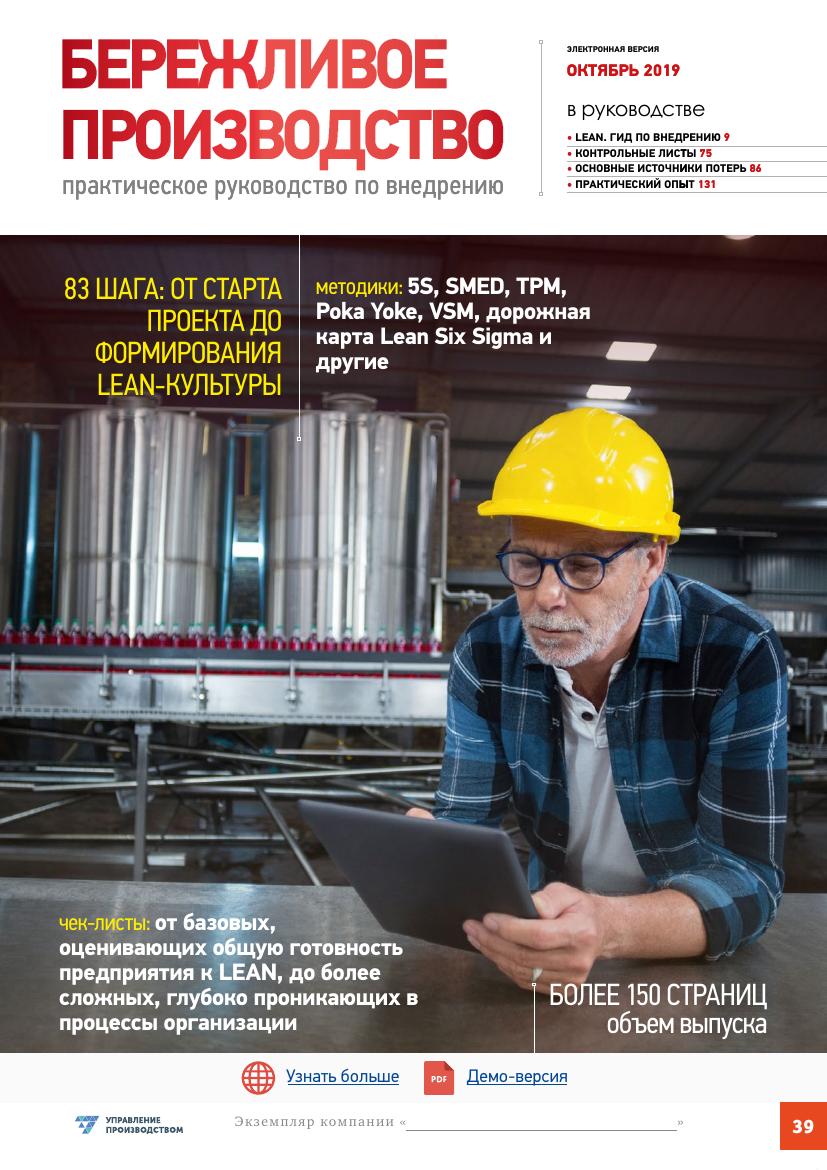 БЕРЕЖЛИВОЕ
ПРОИЗВОДСТВО
практическое руководство по внедрению
ЭЛЕКТРОННАЯ ВЕРСИЯ
ОКТЯБРЬ 2019
в руководстве
• LEAN. ГИД ПО ВНЕДРЕНИЮ 9
• КОНТРОЛЬНЫЕ ЛИСТЫ 75
• ОСНОВНЫЕ ИСТОЧНИКИ ПОТЕРЬ 86
• ПРАКТИЧЕСКИЙ ОПЫТ 131
83 ШАГА: ОТ СТАРТА
ПРОЕКТА ДО
ФОРМИРОВАНИЯ
LEAN-КУЛЬТУРЫ
методики: 5S, SMED, TPM,
Poka Yoke, VSM, дорожная
карта Lean Six Sigma и
другие
чек-листы: от базовых,
оценивающих общую готовность
предприятия к LEAN, до более
сложных, глубоко проникающих в
процессы организации
БОЛЕЕ 150 СТРАНИЦ
объем выпуска
Узнать больше
PDF
Демо-версия
УПРАВЛЕНИЕ
ПРОИЗВОДСТВОМ
Экземпляр компании «__________________________________»
39